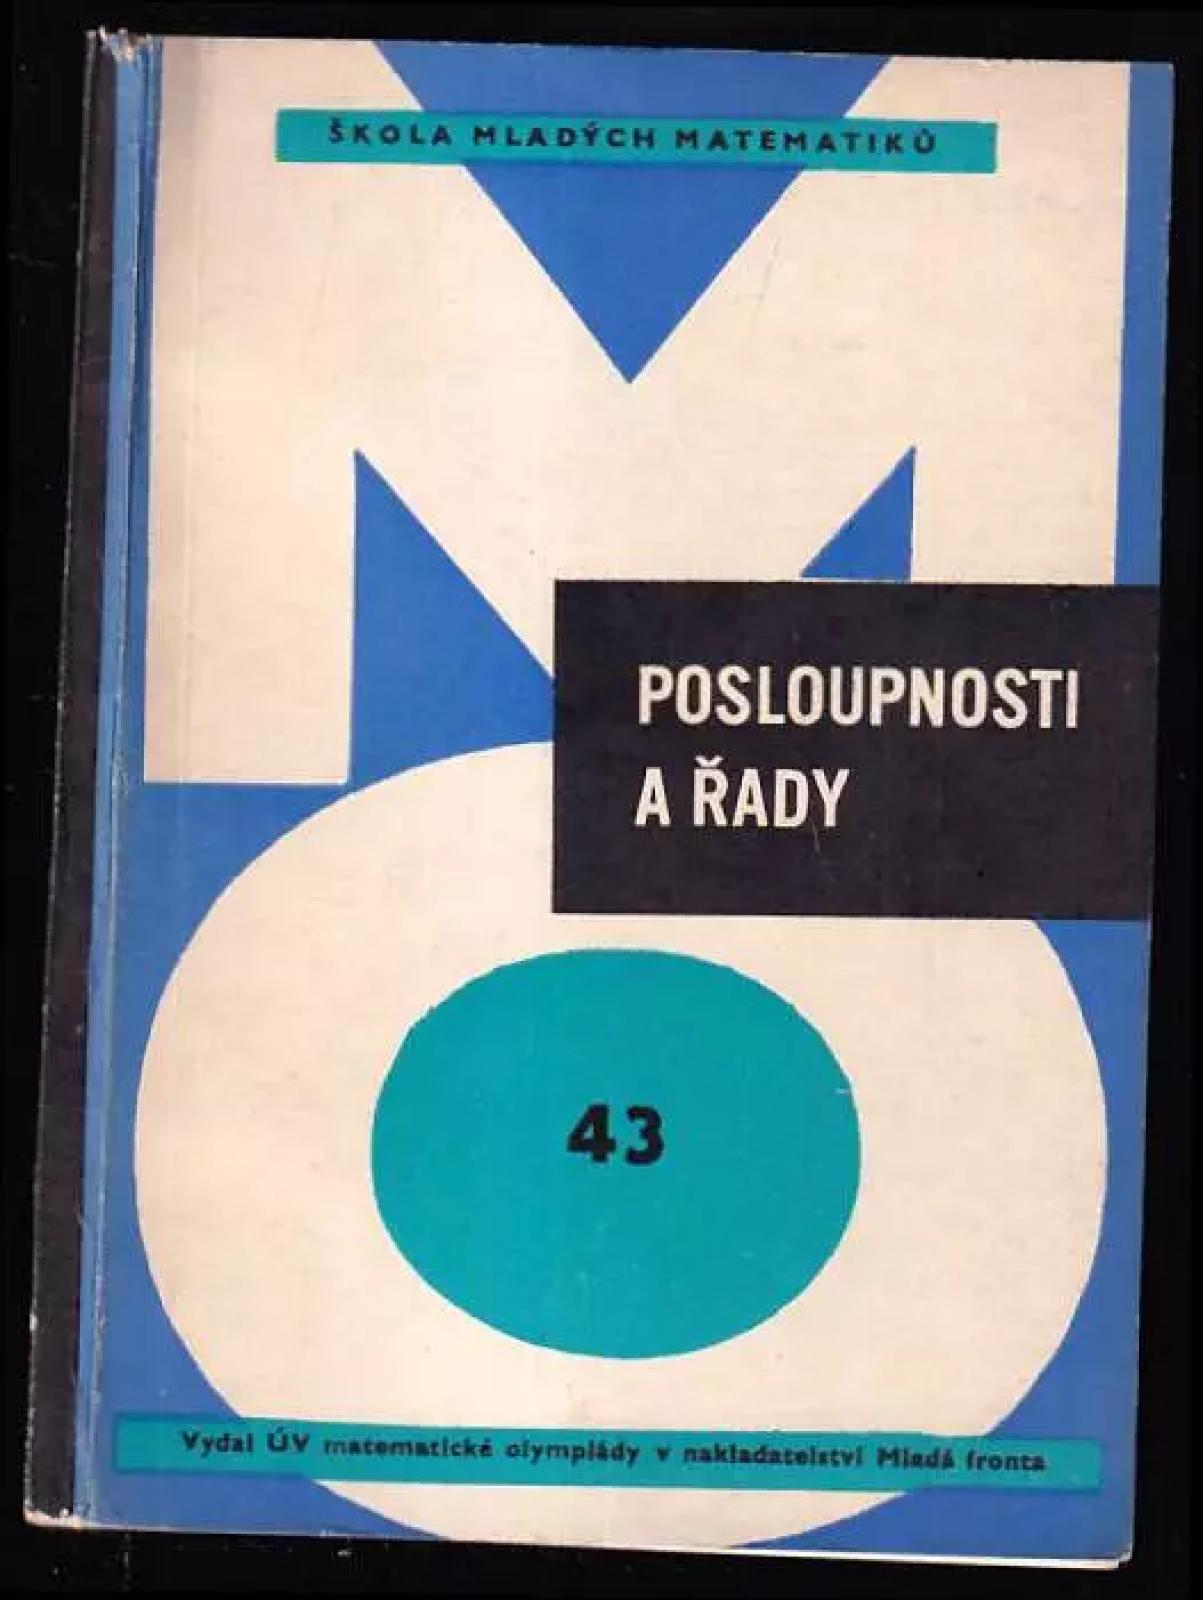 ŠKOLA MLADÝCH MATEMATIKŮ
POSLOUPNOSTI
A ŘADY
43
Vydal ÚV matematické olympiády v nakladatelství Mladá fronta